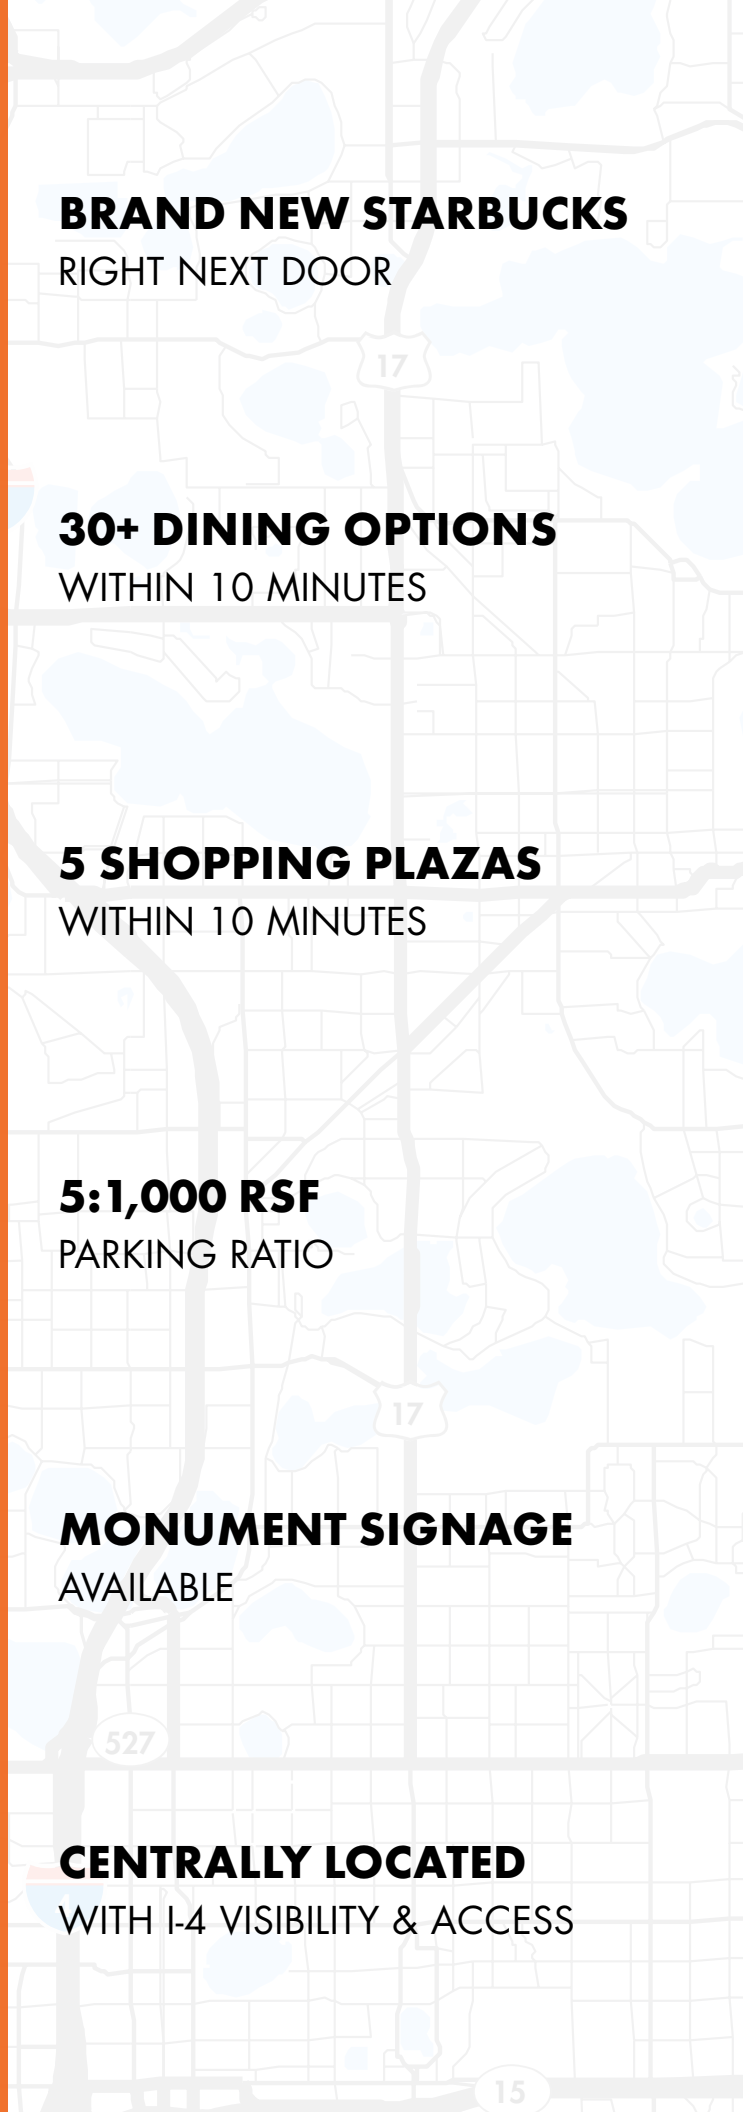 BRAND NEW STARBUCKS
RIGHT NEXT DOOR
17
30+ DINING OPTIONS
WITHIN 10 MINUTES
5 SHOPPING PLAZAS
WITHIN 10 MINUTES
5:1,000 RSF
PARKING RATIO
17
MONUMENT SIGNAGE
AVAILABLE
527
CENTRALLY LOCATED
4
WITH I-4 VISIBILITY & ACCESS
15